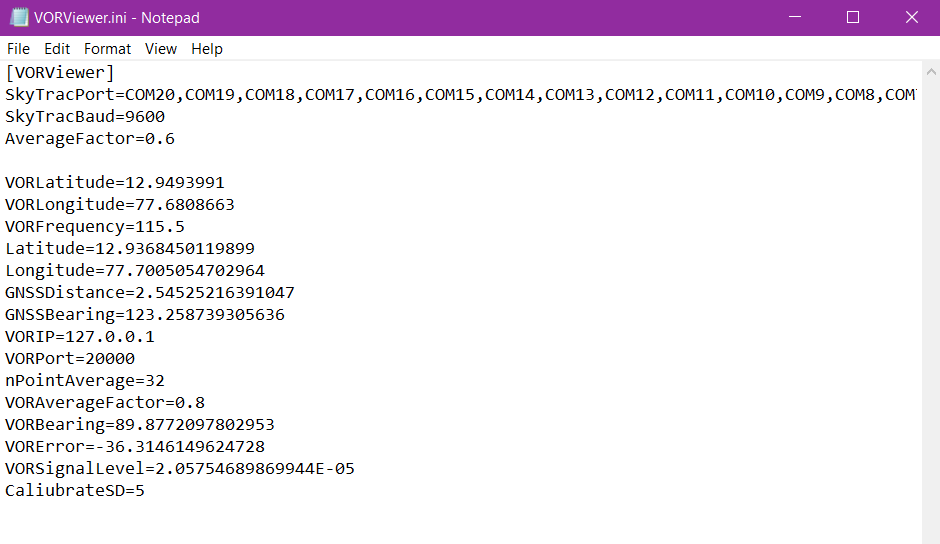 VORViewer.ini - Notepad
File Edit Format View Help
[VORViewer]
SkyTracPort=COM20,COM19,COM18,COM17,COM16,COM15,COM14,COM13,COM12,COM11,COM10,COM9,COM8,COM
SkyTracBaud=9600
AverageFactor=0.6
VORLatitude=12.9493991
VORLongitude=77.6808663
VORFrequency=115.5
Latitude=12.9368450119899
Longitude=77.7005054702964
GNSSDistance=2.54525216391047
GNSSBearing=123.258739305636
VORIP=127.0.0.1
VORPort=20000
nPointAverage=32
VORAverageFactor=0.8
VORBearing=89.8772097802953
VORError=-36.3146149624728
VORSignalLevel=2.05754689869944E-05
CaliubrateSD=5